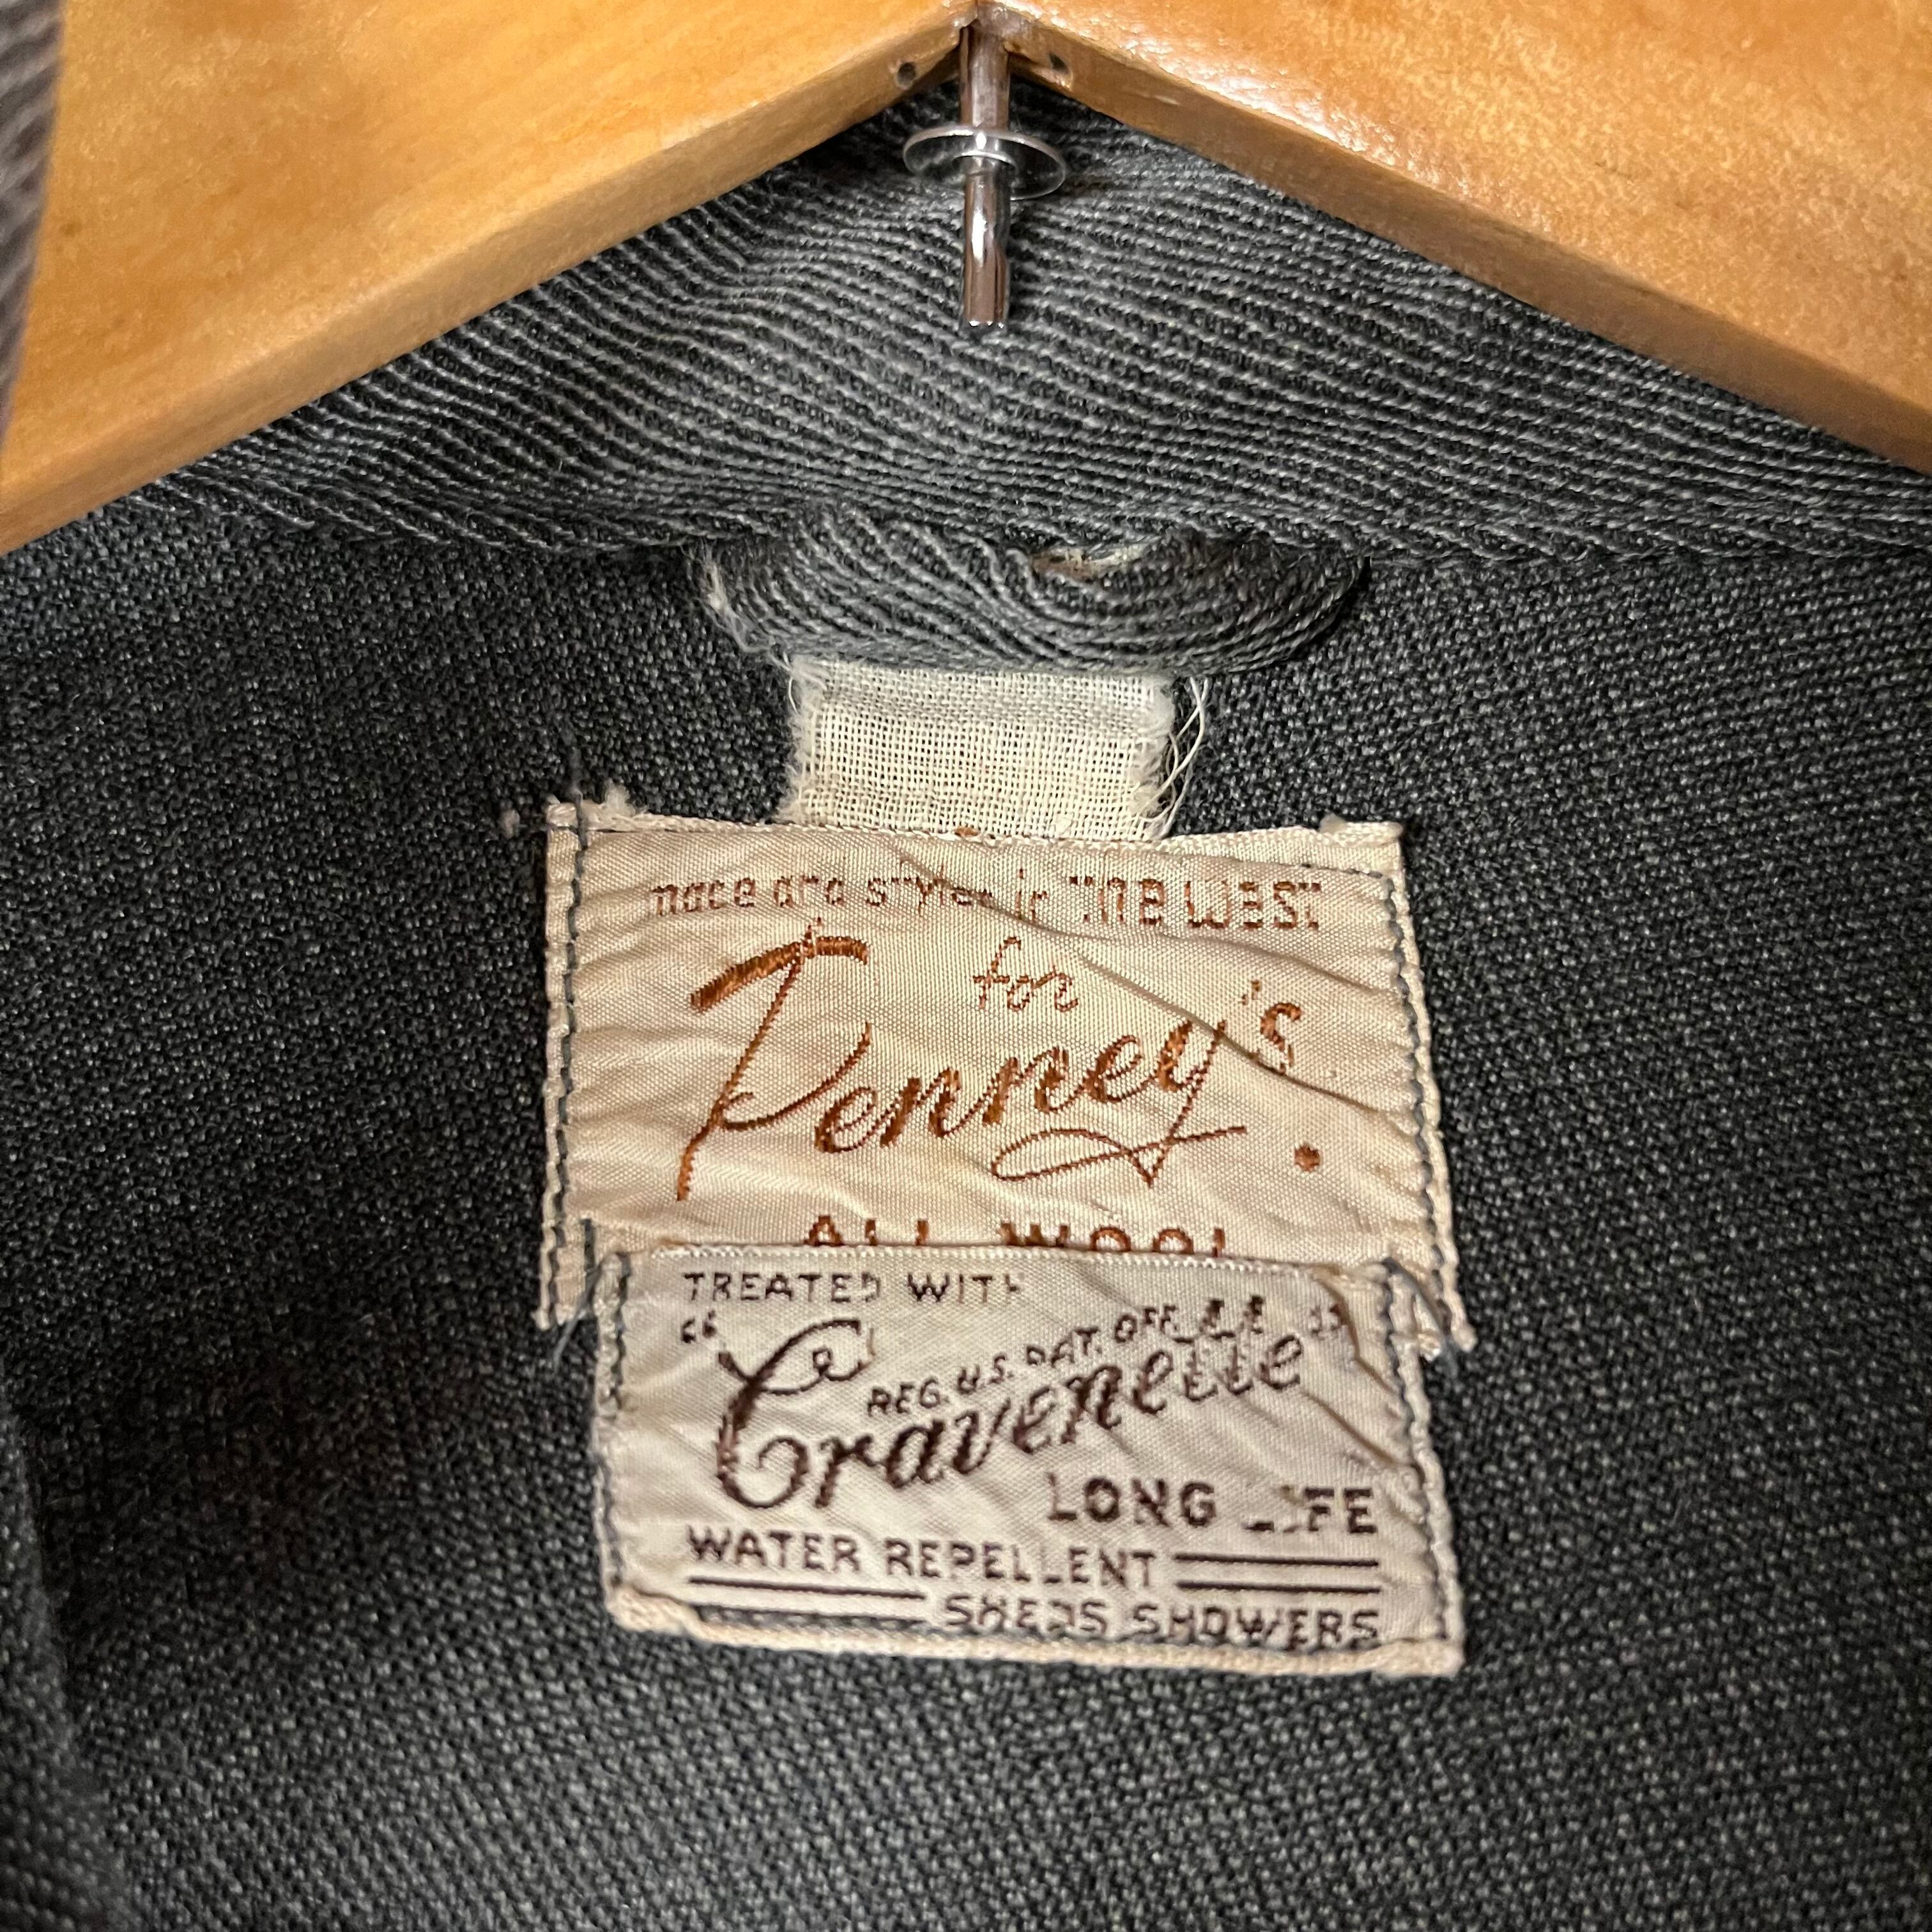 made and styled in THE WEST
for
Penney's.
ALL WOOL
TREATED WITH
"Cravenette"
REG. U.S. PAT. OFF.
LONG LIFE
WATER REPELLENT
SHEDS SHOWERS